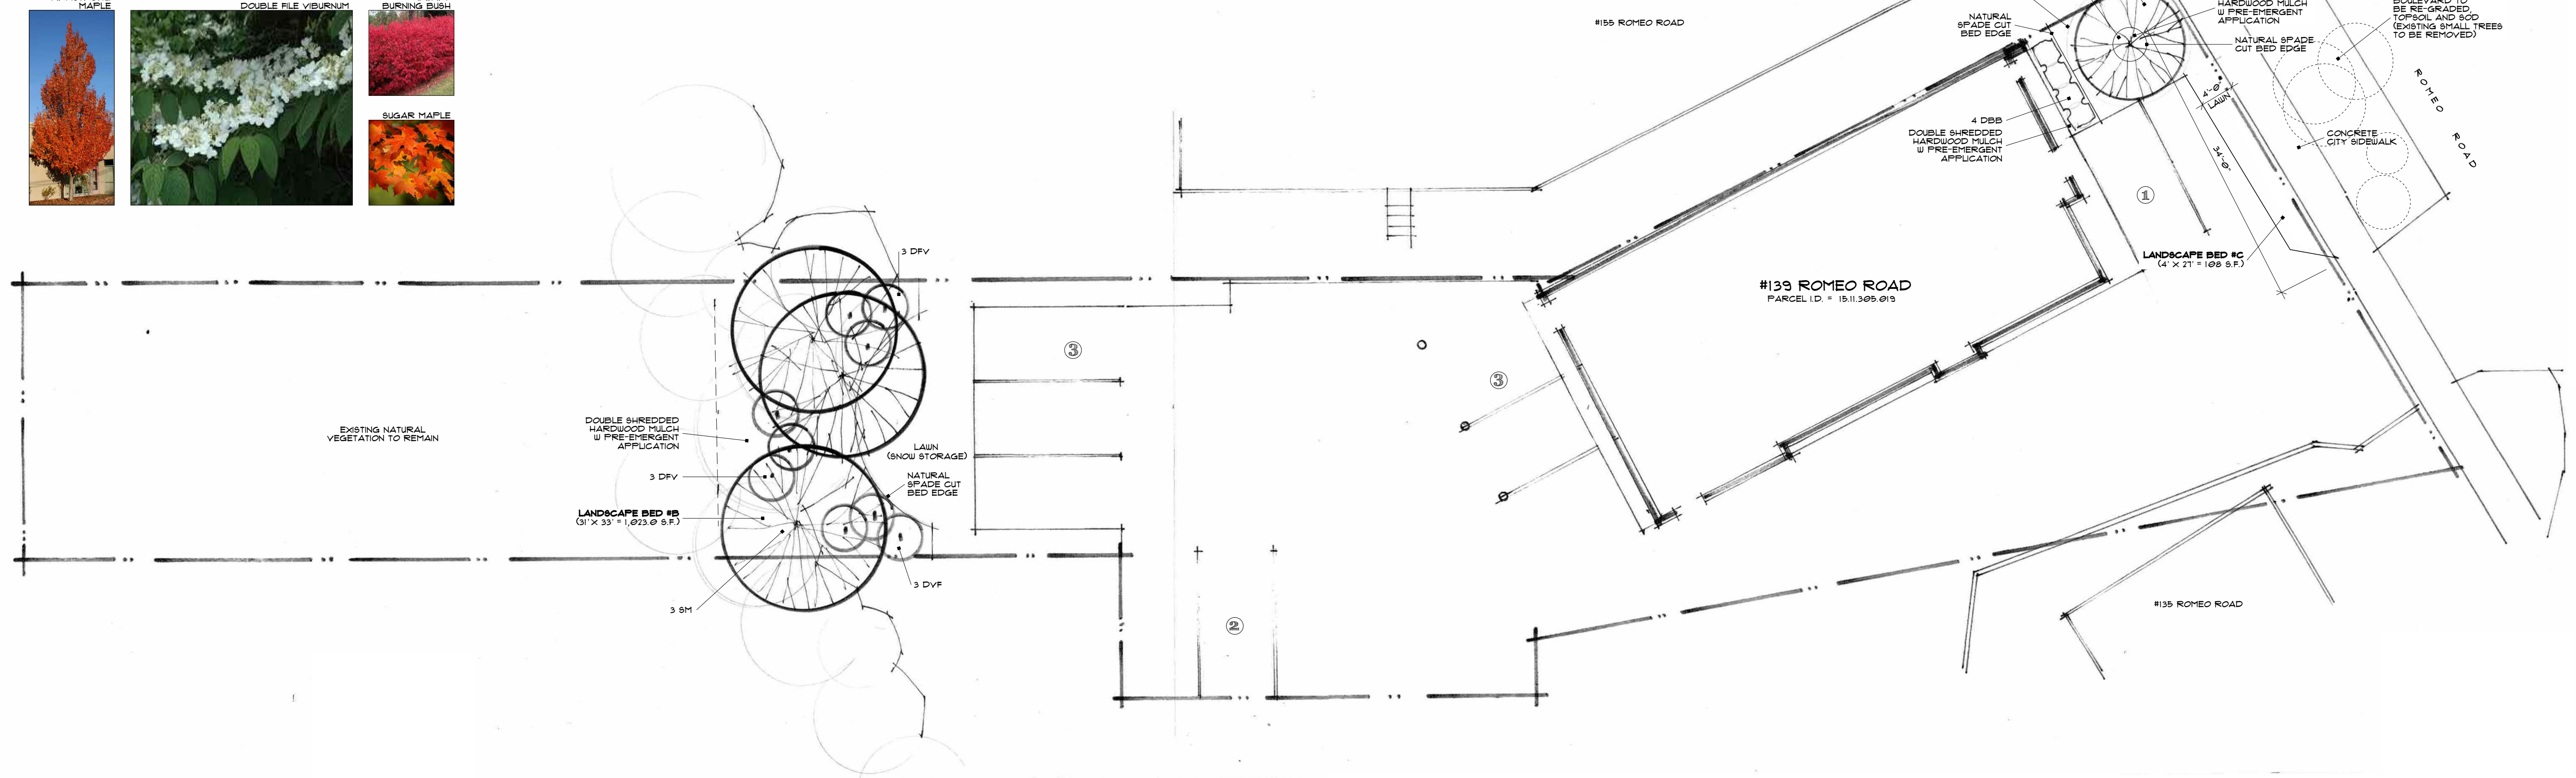 MAPLE
DOUBLE FILE VIBURNUM
BURNING BUSH
SUGAR MAPLE
#155 ROMEO ROAD
NATURAL
SPADE CUT
BED EDGE
HARDWOOD MULCH
W PRE-EMERGENT
APPLICATION
NATURAL SPADE
CUT BED EDGE
BOULEVARD TO
BE RE-GRADED,
TOPSOIL AND SOD
(EXISTING SMALL TREES
TO BE REMOVED)
ROMEO ROAD
4'-0"
LAWN
4 DBB
DOUBLE SHREDDED
HARDWOOD MULCH
W PRE-EMERGENT
APPLICATION
CONCRETE
CITY SIDEWALK
34'-0"
1
LANDSCAPE BED #C
(4' X 27' = 108 S.F.)
#139 ROMEO ROAD
PARCEL I.D. = 15.11.305.019
3 DFV
3
3
EXISTING NATURAL
VEGETATION TO REMAIN
DOUBLE SHREDDED
HARDWOOD MULCH
W PRE-EMERGENT
APPLICATION
LAWN
(SNOW STORAGE)
3 DFV
NATURAL
SPADE CUT
BED EDGE
LANDSCAPE BED #B
(31' X 33' = 1,023.0 S.F.)
3 DVF
3 SM
2
#135 ROMEO ROAD